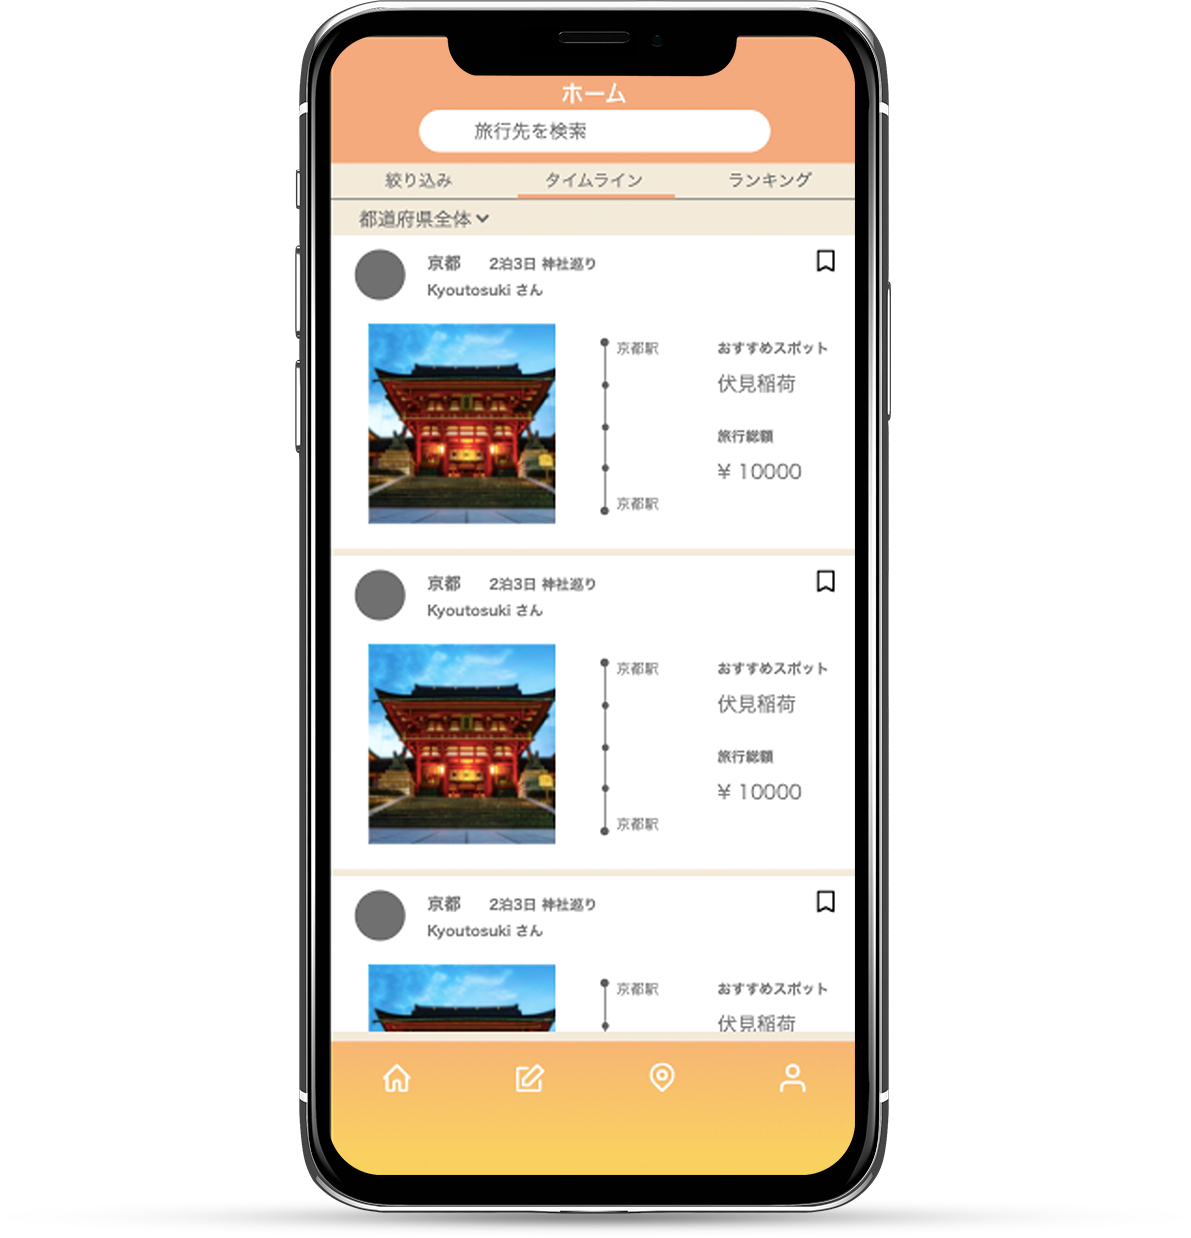 ホーム
旅行先を検索
絞り込み タイムライン ランキング
都道府県全体
京都 2泊3日 神社巡り
Kyoutosuki さん
京都駅 おすすめスポット
伏見稲荷
旅行総額
¥ 10000
京都駅
京都 2泊3日 神社巡り
Kyoutosuki さん
京都駅 おすすめスポット
伏見稲荷
旅行総額
¥ 10000
京都駅
京都 2泊3日 神社巡り
Kyoutosuki さん
京都駅 おすすめスポット
伏見稲荷